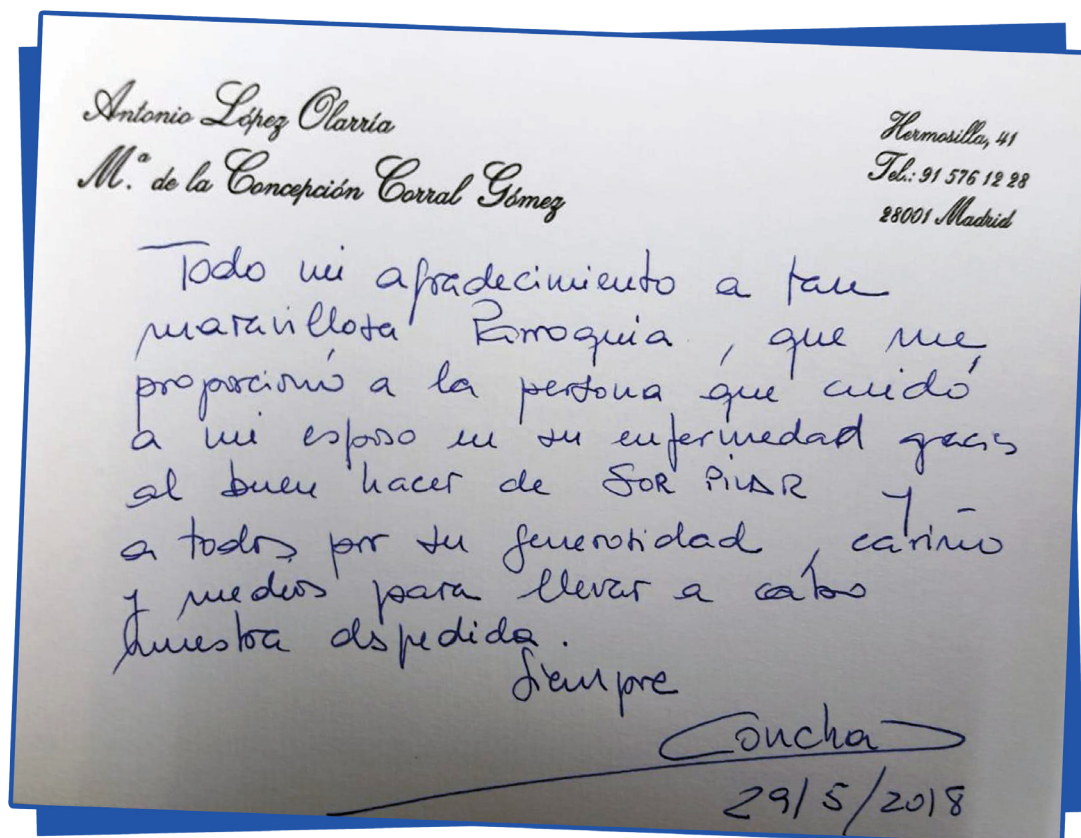 Antonio López Olarría
M.ª de la Concepción Corral Gómez
Hermosilla, 41
Tel.: 91 576 12 28
28001 Madrid
Todo mi agradecimiento a tan
maravillosa Parroquia, que me
proporcionó a la persona que cuidó
a mi esposo en su enfermedad gracias
al buen hacer de SOR PILAR y
a todos por su generosidad, cariño
y medios para llevar a cabo
nuestra despedida.
Siempre
Concha
29/5/2018